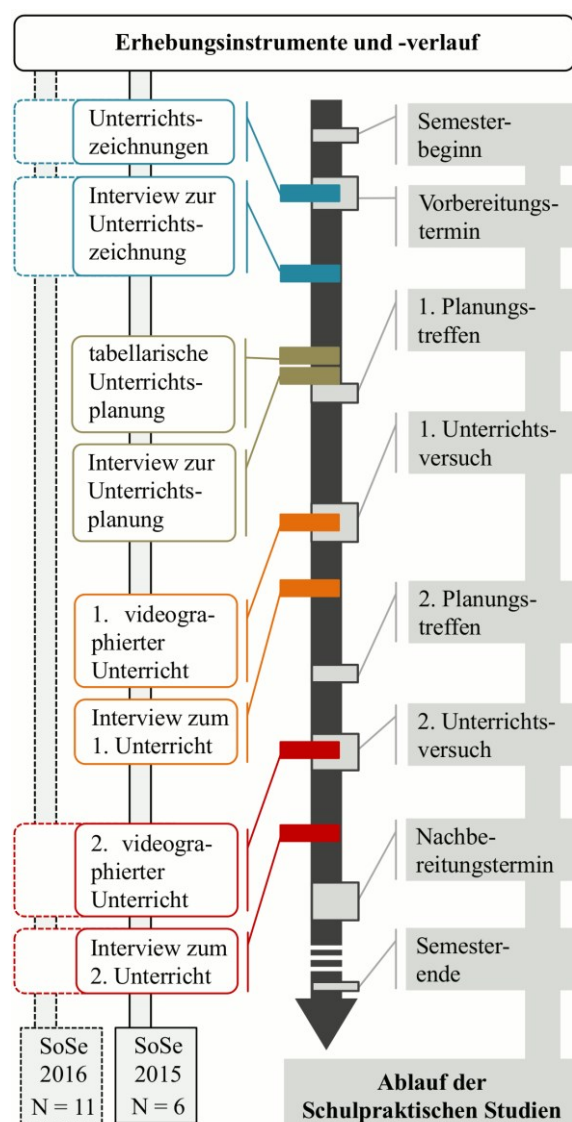 Erhebungsinstrumente und -verlauf
Unterrichts-
zeichnungen
Interview zur
Unterrichts-
zeichnung
tabellarische
Unterrichts-
planung
Interview zur
Unterrichts-
planung
1. videogra-
phierter
Unterricht
Interview zum
1. Unterricht
2. videogra-
phierter
Unterricht
Interview zum
2. Unterricht
SoSe
2016
N = 11
SoSe
2015
N = 6
Semester-
beginn
Vorbereitungs-
termin
1. Planungs-
treffen
1. Unterrichts-
versuch
2. Planungs-
treffen
2. Unterrichts-
versuch
Nachbe-
reitungstermin
Semester-
ende
Ablauf der
Schulpraktischen Studien